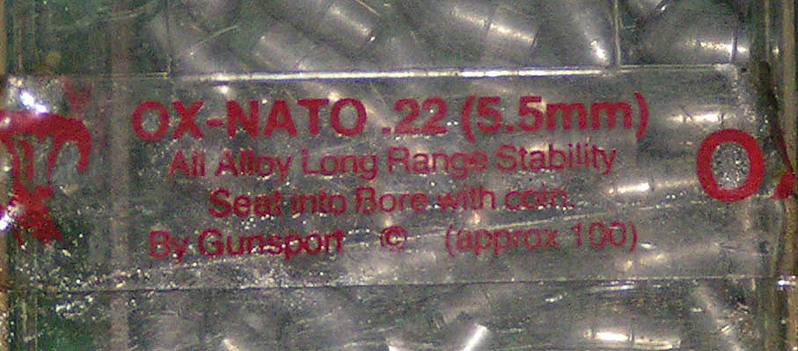 OX-NATO .22 (5.5mm)
All Alloy Long Range Stability
Seat into Bore with coin.
By Gunsport © (approx 100)
O